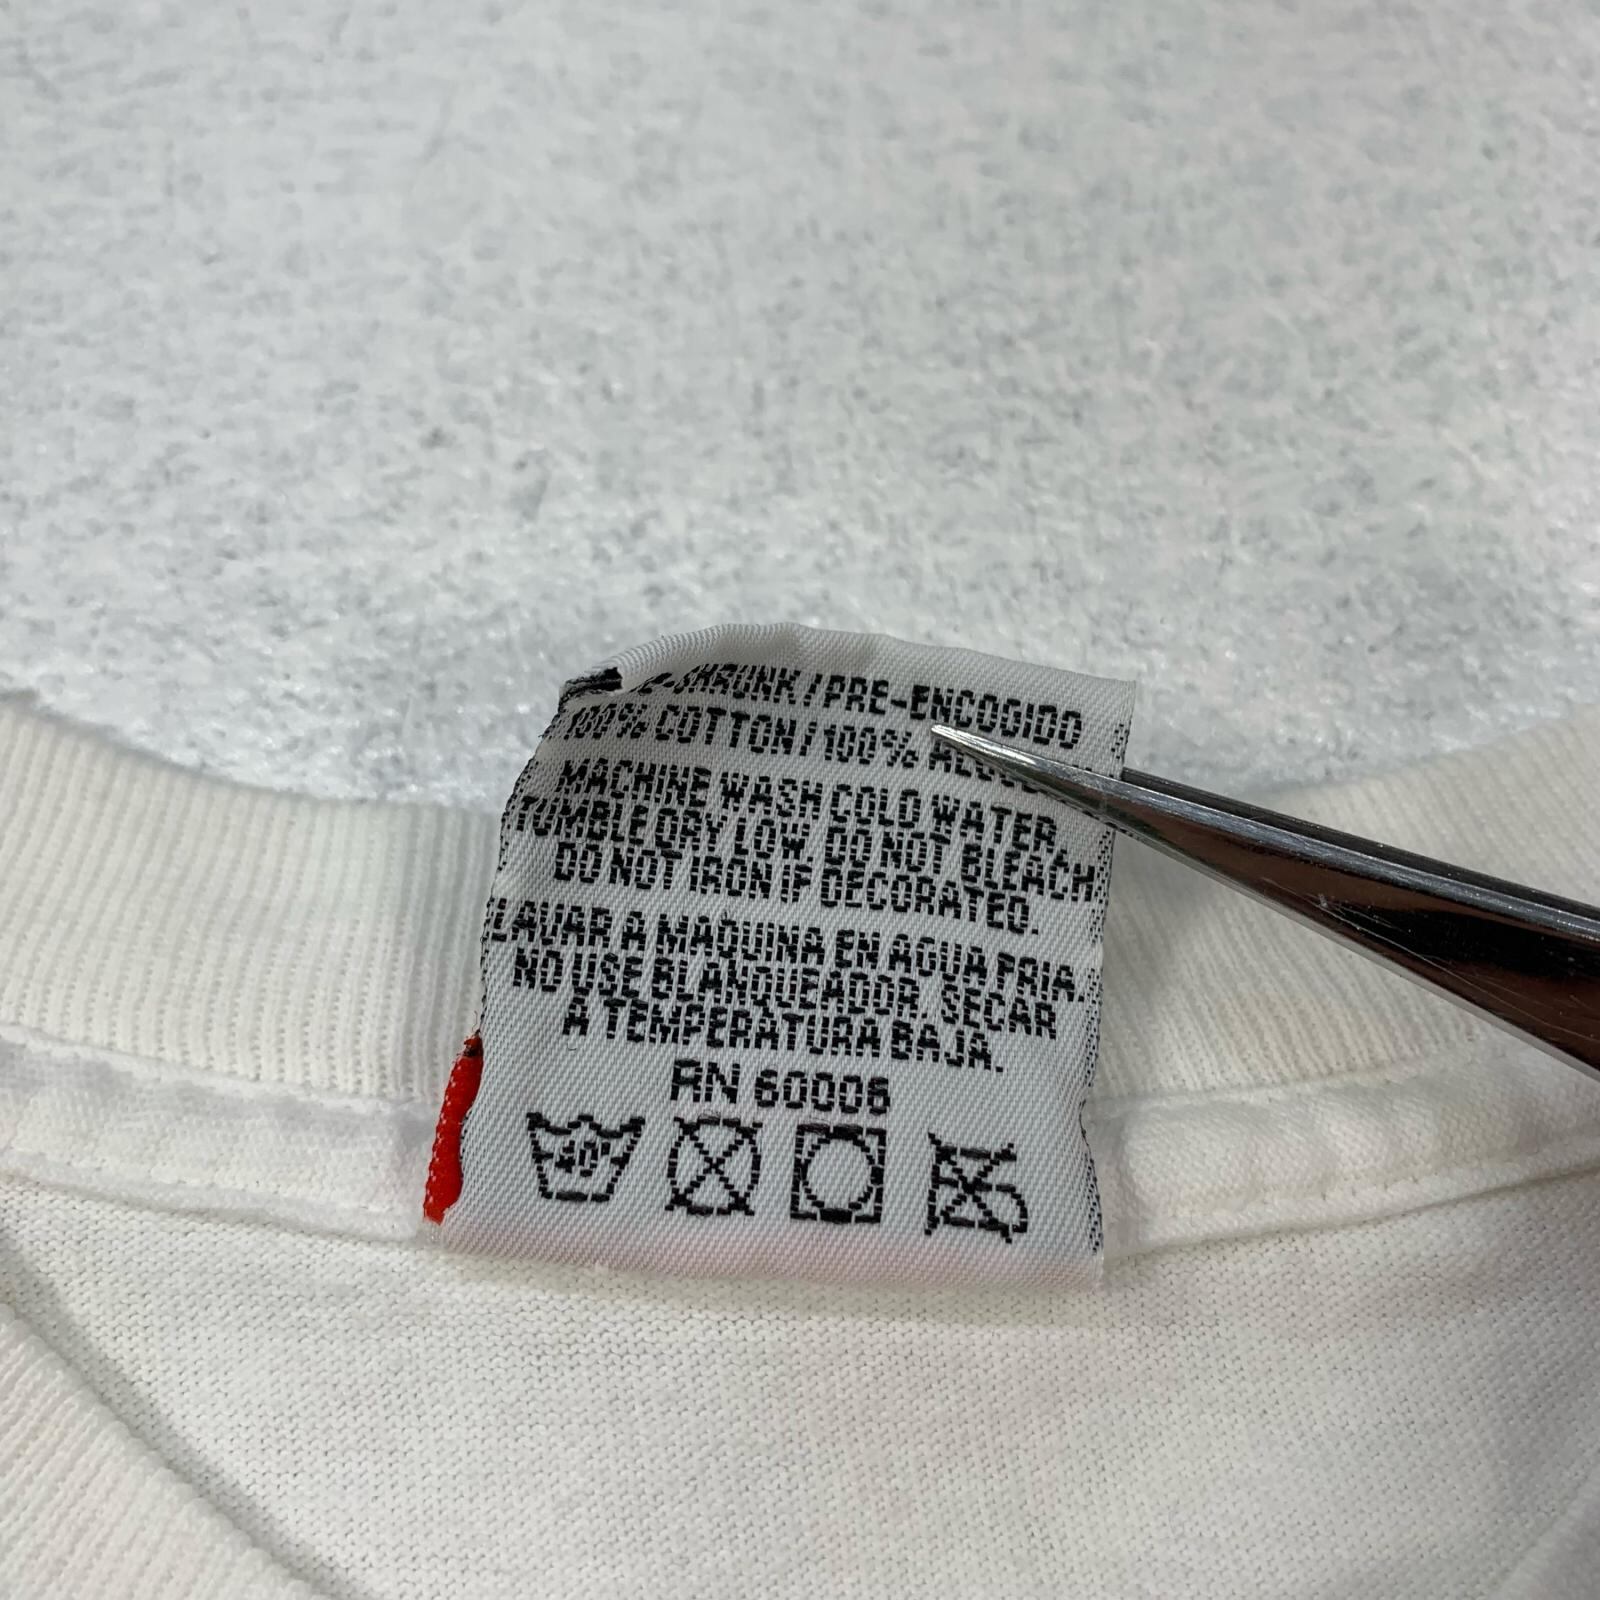 -SHRUNK / PRE-ENCOGIDO
100% COTTON / 100%
MACHINE WASH COLD WATER,
TUMBLE DRY LOW. DO NOT BLEACH
DO NOT IRON IF DECORATED.
LAVAR A MAQUINA EN AGUA FRIA.
NO USE BLANQUEADOR, SECAR
A TEMPERATURA BAJA.
RN 60006
40°